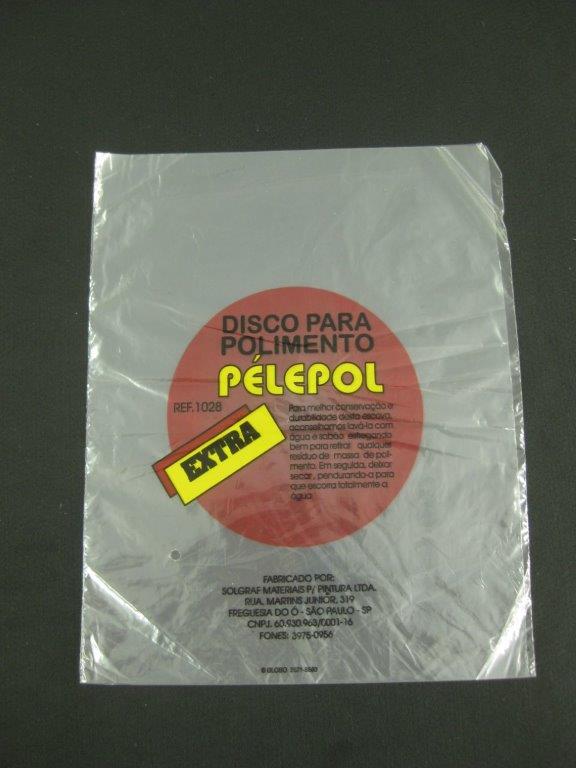 DISCO PARA
POLIMENTO
PÉLEPOL
REF. 1028
EXTRA
Para melhor conservação e
durabilidade desta escova,
aconselhamos lavá-la com
água e sabão esfregando
bem para retirar qualquer
resíduo de massa de poli-
mento. Em seguida, deixar
secar, pendurando-a para
que escorra totalmente a
água
FABRICADO POR:
SOLGRAF MATERIAIS P/ PINTURA LTDA.
RUA. MARTINS JUNIOR, 319
FREGUESIA DO Ó - SÃO PAULO - SP
CNPJ. 60.930.963/0001-16
FONES: 3975-0956
GLOBO